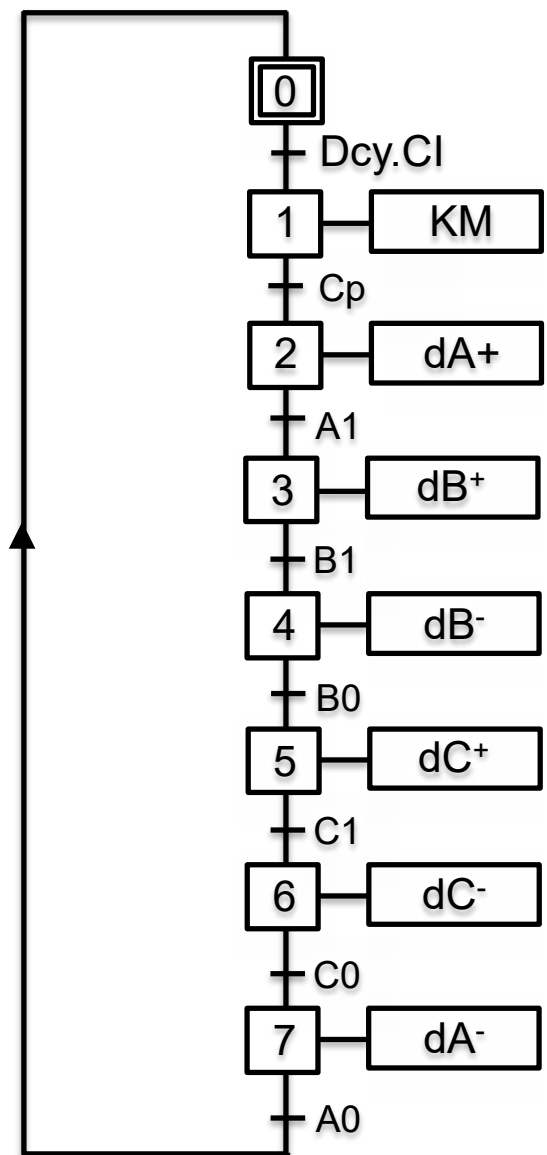 0
Dcy.CI
1 KM
Cp
2 dA+
A1
3 dB⁺
B1
4 dB⁻
B0
5 dC⁺
C1
6 dC⁻
C0
7 dA⁻
A0